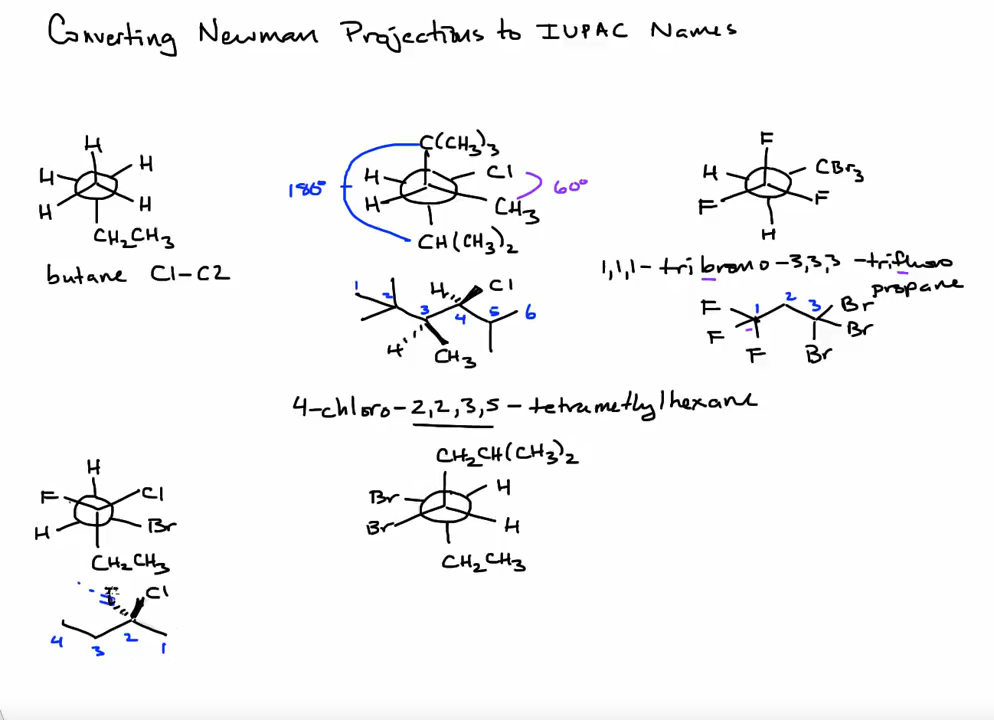 Converting Newman Projections to IUPAC Names
H
H
H
H
H
CH2CH3
butane C1-C2
C(CH3)3
H
Cl
180°
60°
H
CH3
CH(CH3)2
1
2
3
4
5
6
H
Cl
H
CH3
4-chloro-2,2,3,5-tetramethylhexane
F
H
CBr3
F
F
H
1,1,1-tribromo-3,3,3-trifluoro
propane
F
1
2
3
Br
F
Br
F
Br
H
F
Cl
H
Br
CH2CH3
Cl
4
3
2
1
CH2CH(CH3)2
Br
H
Br
H
CH2CH3